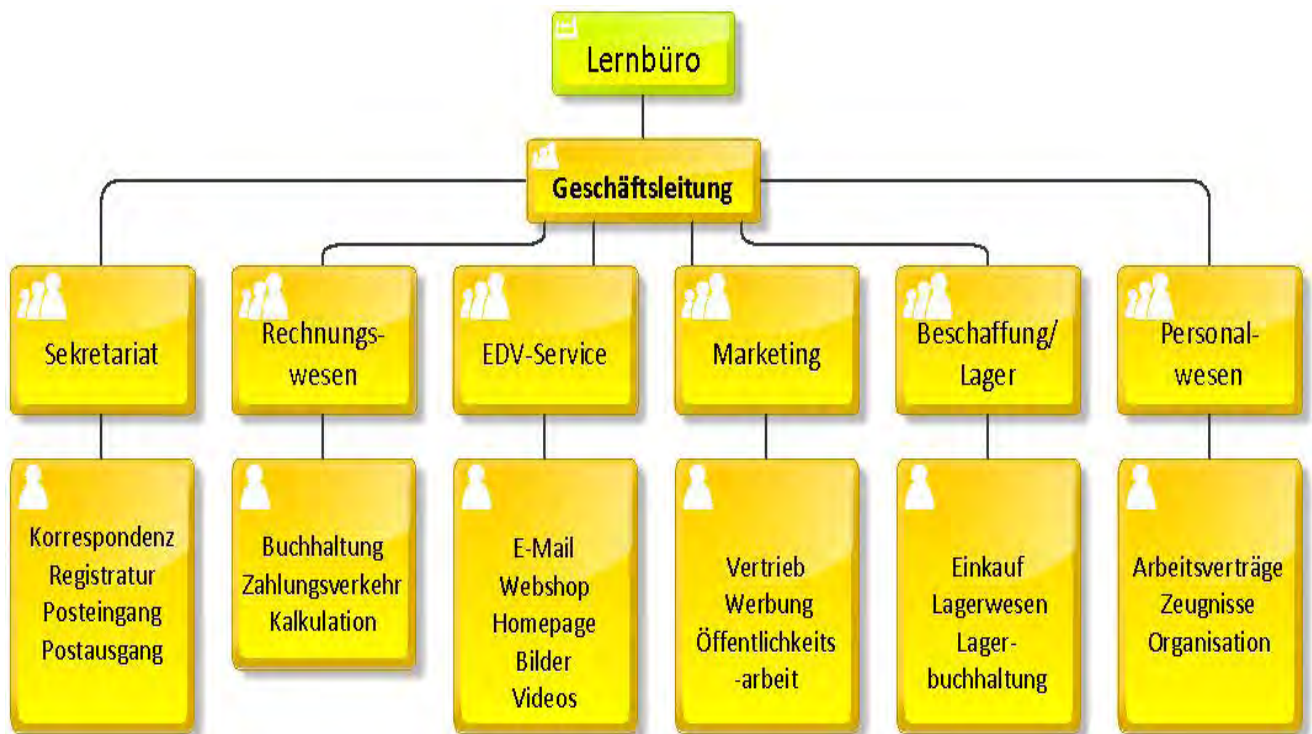 Lernbüro
Geschäftsleitung
Sekretariat
Rechnungs-
wesen
EDV-Service
Marketing
Beschaffung/
Lager
Personal-
wesen
Korrespondenz
Registratur
Posteingang
Postausgang
Buchhaltung
Zahlungsverkehr
Kalkulation
E-Mail
Webshop
Homepage
Bilder
Videos
Vertrieb
Werbung
Öffentlichkeits
-arbeit
Einkauf
Lagerwesen
Lager-
buchhaltung
Arbeitsverträge
Zeugnisse
Organisation